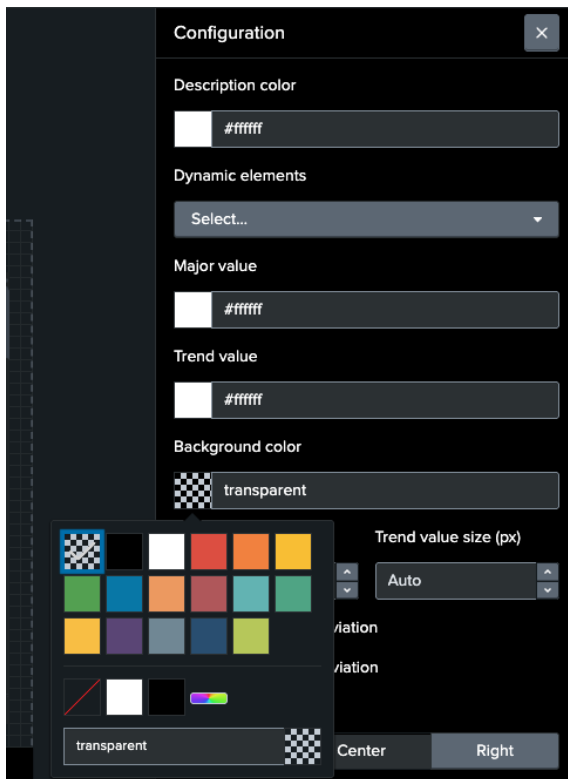 Configuration
Description color
#ffffff
Dynamic elements
Select...
Major value
#ffffff
Trend value
#ffffff
Background color
transparent
Trend value size (px)
Auto
viation
viation
transparent
Center
Right